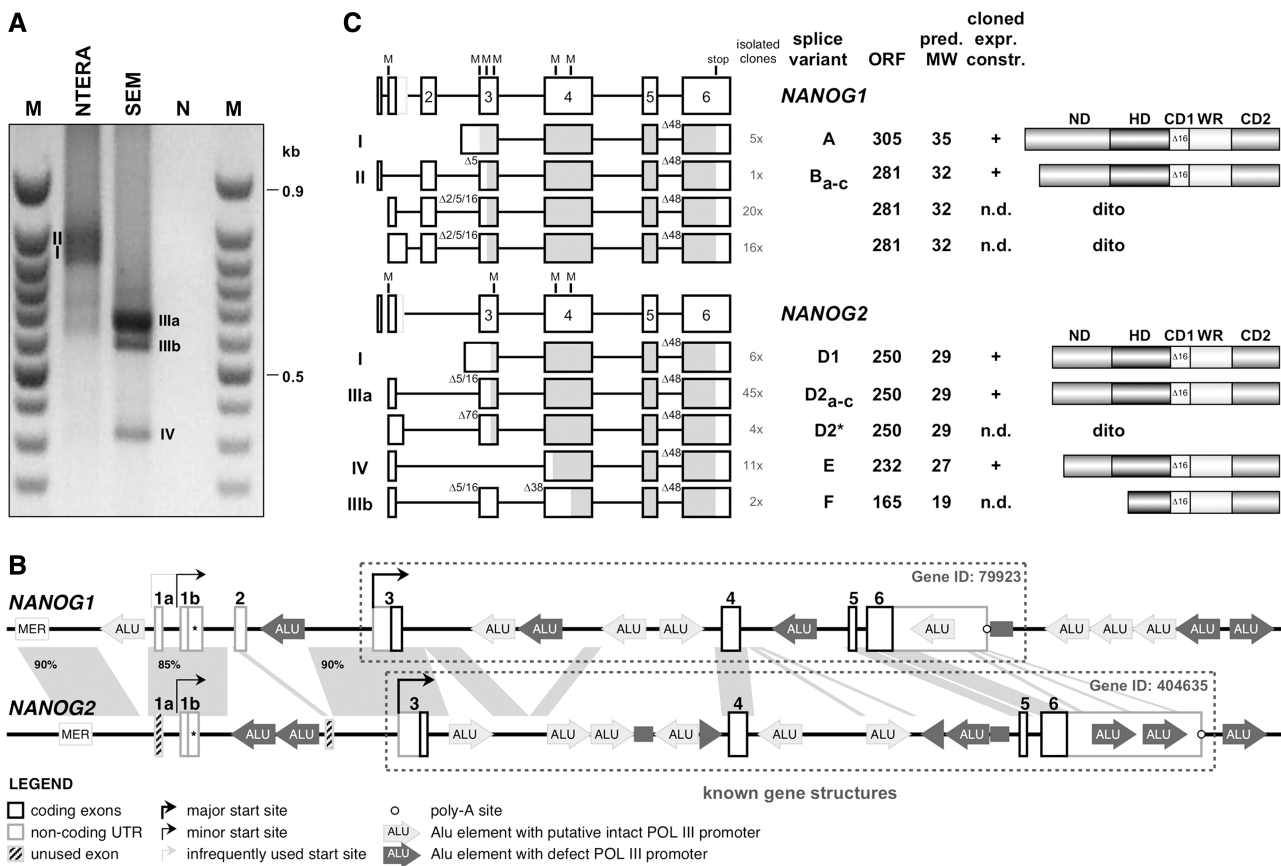 A
M NTERA SEM N M
kb
0.9
II
I
IIIa
IIIb
0.5
IV
C
isolated clones
splice variant ORF pred. MW cloned expr. constr.
M M M M M M stop
2 3 4 5 6
NANOG1
ND HD CD1 WR CD2
I Δ48 5x A 305 35 + Δ16
II Δ5 Δ48 1x Ba-c 281 32 + Δ16
Δ2/5/16 Δ48 20x 281 32 n.d. dito
Δ2/5/16 Δ48 16x 281 32 n.d. dito
M M M M
3 4 5 6
NANOG2
ND HD CD1 WR CD2
I Δ48 6x D1 250 29 + Δ16
IIIa Δ5/16 Δ48 45x D2a-c 250 29 + Δ16
Δ76 Δ48 4x D2* 250 29 n.d. dito
IV Δ48 11x E 232 27 + Δ16
IIIb Δ5/16 Δ38 Δ48 2x F 165 19 n.d. Δ16
B
Gene ID: 79923
NANOG1 1a 1b 2 3 4 5 6
MER ALU * ALU ALU ALU ALU ALU ALU ALU ALU ALU ALU ALU ALU
90% 85% 90%
Gene ID: 404635
NANOG2 1a 1b 3 4 5 6
MER * ALU ALU ALU ALU ALU ALU ALU ALU ALU ALU ALU ALU
known gene structures
LEGEND
coding exons
non-coding UTR
unused exon
major start site
minor start site
infrequently used start site
poly-A site
ALU Alu element with putative intact POL III promoter
ALU Alu element with defect POL III promoter